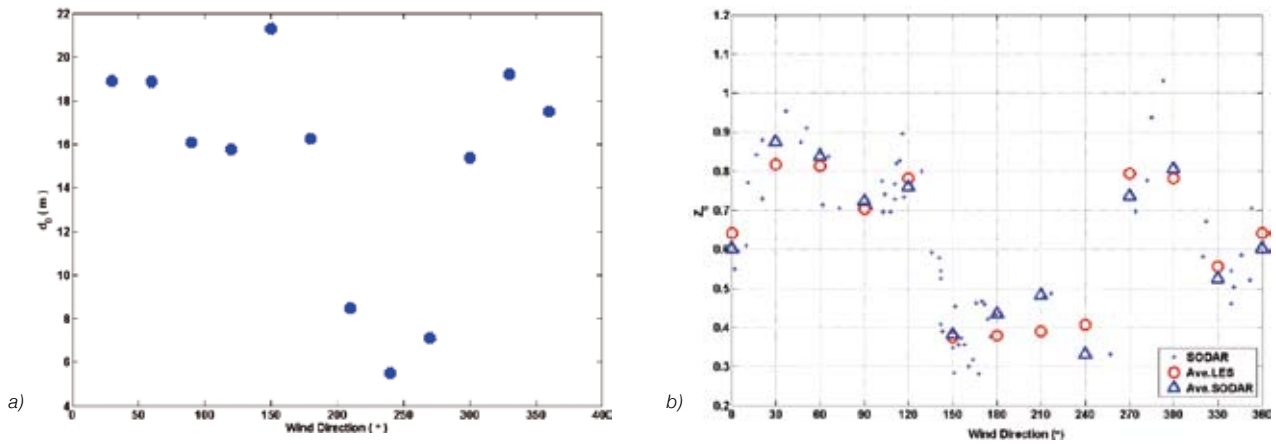 22
20
18
16
14
12
10
8
6
4
d₀ (m)
0 50 100 150 200 250 300 350 400
Wind Direction (°)
a)
1.2
1.1
1
0.9
0.8
0.7
0.6
0.5
0.4
0.3
0.2
Z₀
0 30 60 90 120 150 180 210 240 270 300 330 360
Wind Direction (°)
SODAR
Ave.LES
Ave.SODAR
b)